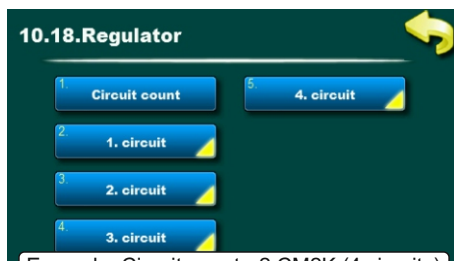 10.18.Regulator
1. Circuit count
2. 1. circuit
3. 2. circuit
4. 3. circuit
5. 4. circuit